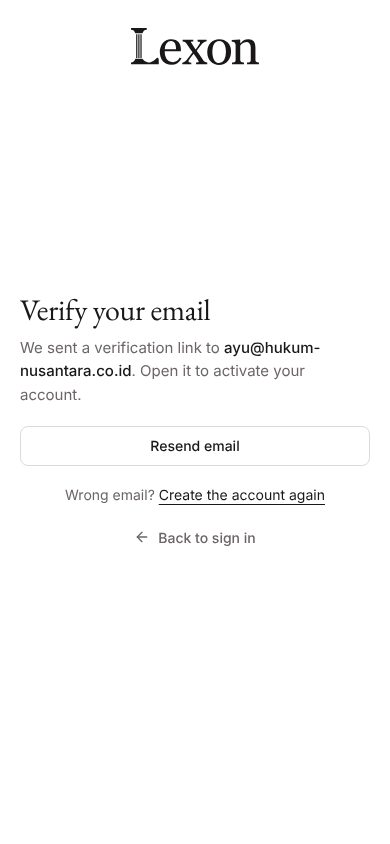 Lexon
Verify your email
We sent a verification link to ayu@hukum-
nusantara.co.id. Open it to activate your
account.
Resend email
Wrong email? Create the account again
← Back to sign in